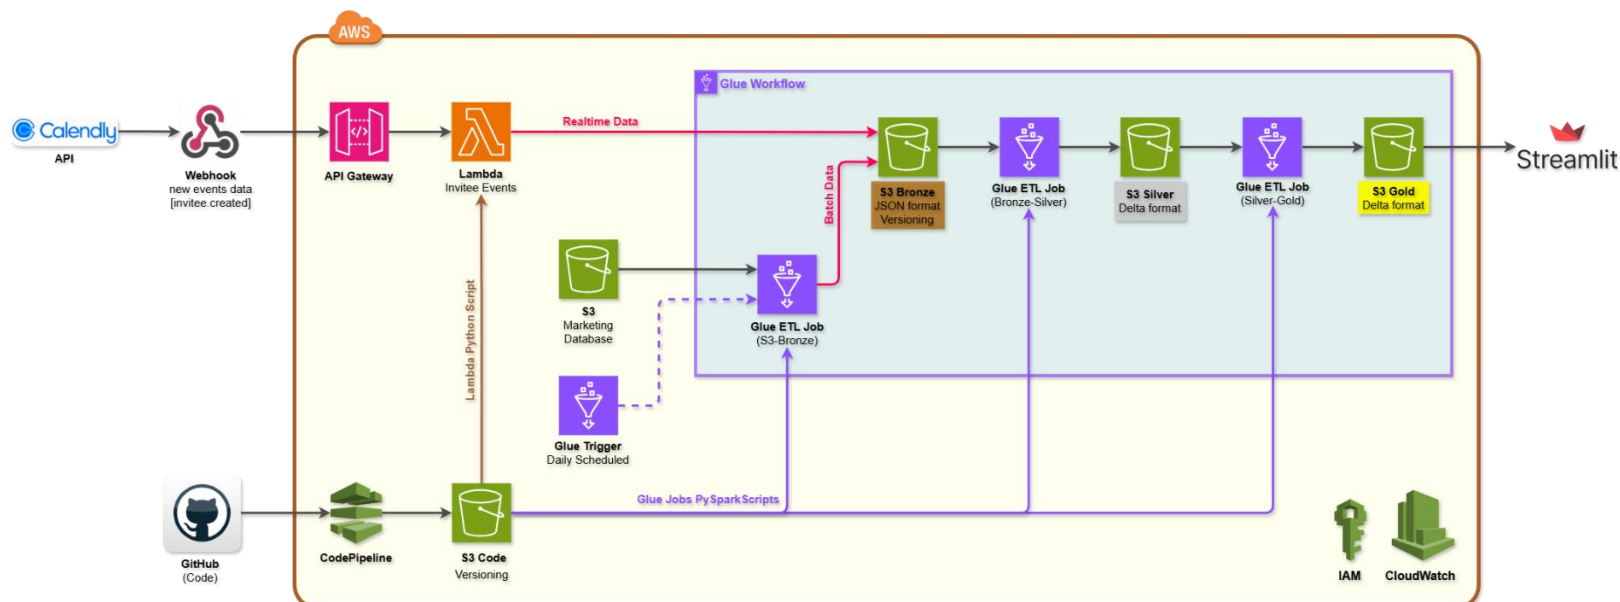 AWS
Glue Workflow
Calendly
API
Webhook
new events data
[invitee.created]
API Gateway
Lambda
Invitee Events
Realtime Data
Batch Data
S3 Bronze
JSON format
Versioning
Glue ETL Job
(Bronze-Silver)
S3 Silver
Delta format
Glue ETL Job
(Silver-Gold)
S3 Gold
Delta format
Streamlit
S3
Marketing
Database
Glue ETL Job
(S3-Bronze)
Lambda Python Script
Glue Trigger
Daily Scheduled
Glue Jobs PySparkScripts
GitHub
(Code)
CodePipeline
S3 Code
Versioning
IAM
CloudWatch